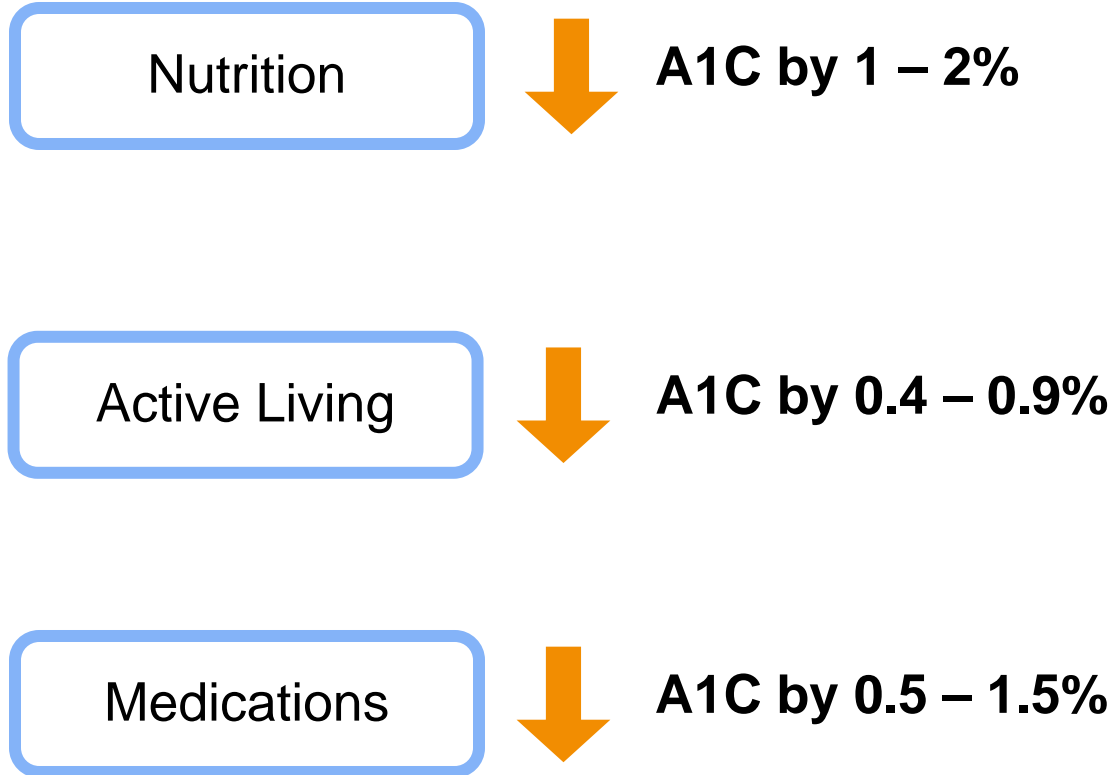 Nutrition
A1C by 1 – 2%
Active Living
A1C by 0.4 – 0.9%
Medications
A1C by 0.5 – 1.5%